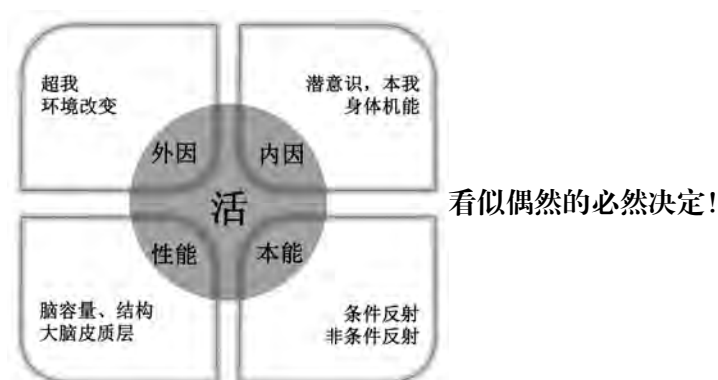 超我
环境改变
潜意识，本我
身体机能
外因
内因
活
看似偶然的必然决定！
性能
本能
脑容量、结构
大脑皮质层
条件反射
非条件反射